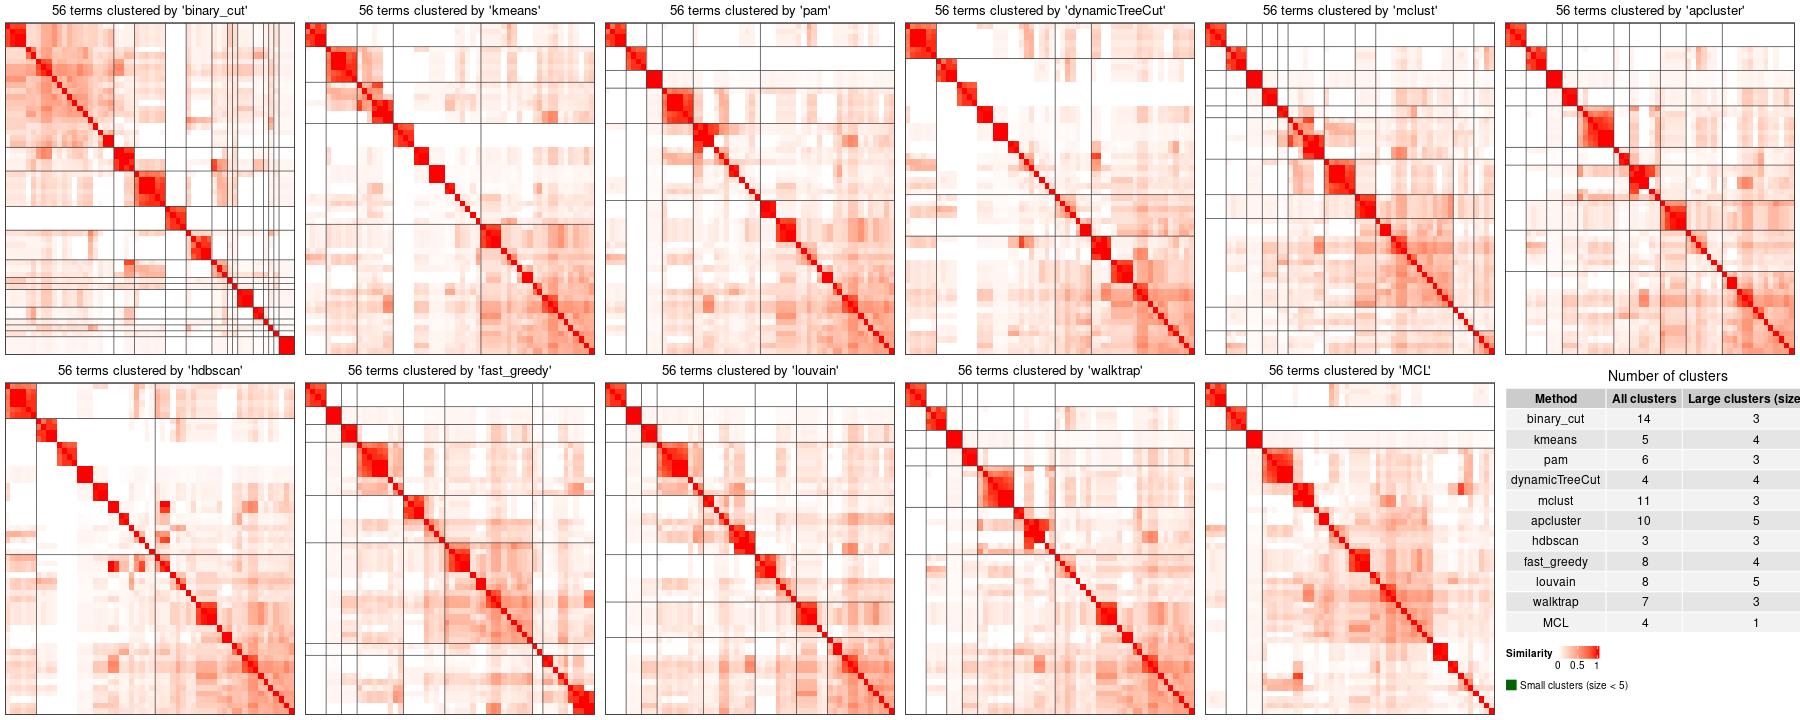 56 terms clustered by 'binary_cut'
56 terms clustered by 'kmeans'
56 terms clustered by 'pam'
56 terms clustered by 'dynamicTreeCut'
56 terms clustered by 'mclust'
56 terms clustered by 'apcluster'
56 terms clustered by 'hdbscan'
56 terms clustered by 'fast_greedy'
56 terms clustered by 'louvain'
56 terms clustered by 'walktrap'
56 terms clustered by 'MCL'
Number of clusters
Method All clusters Large clusters (size
binary_cut 14 3
kmeans 5 4
pam 6 3
dynamicTreeCut 4 4
mclust 11 3
apcluster 10 5
hdbscan 3 3
fast_greedy 8 4
louvain 8 5
walktrap 7 3
MCL 4 1
Similarity
0 0.5 1
Small clusters (size < 5)